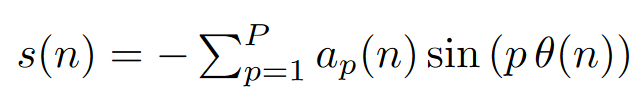 s(n) = − ∑_{p=1}^{P} a_p(n) sin (p θ(n))